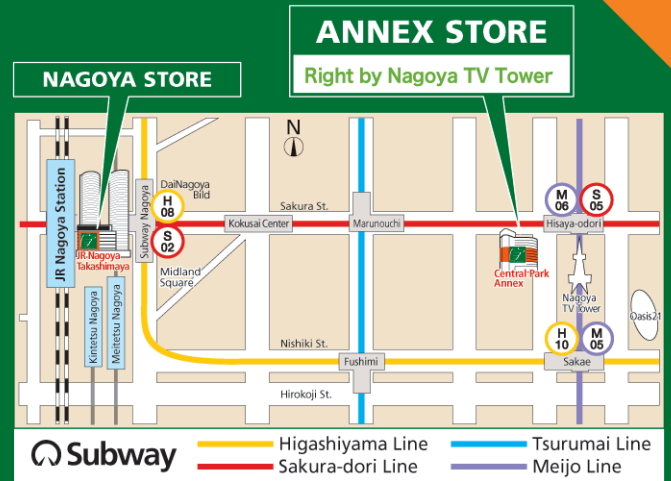 ANNEX STORE
Right by Nagoya TV Tower
NAGOYA STORE
N
JR Nagoya Station
JR Nagoya
Takashimaya
Kintetsu Nagoya
Meitetsu Nagoya
Subway Nagoya
DaiNagoya
Bild
H
08
S
02
Midland
Square
Sakura St.
Kokusai Center
Marunouchi
M
06
S
05
Hisaya-odori
Central Park
Annex
Nagoya
TV Tower
Oasis21
H
10
M
05
Nishiki St.
Fushimi
Sakae
Hirokoji St.
Subway
Higashiyama Line
Tsurumai Line
Sakura-dori Line
Meijo Line